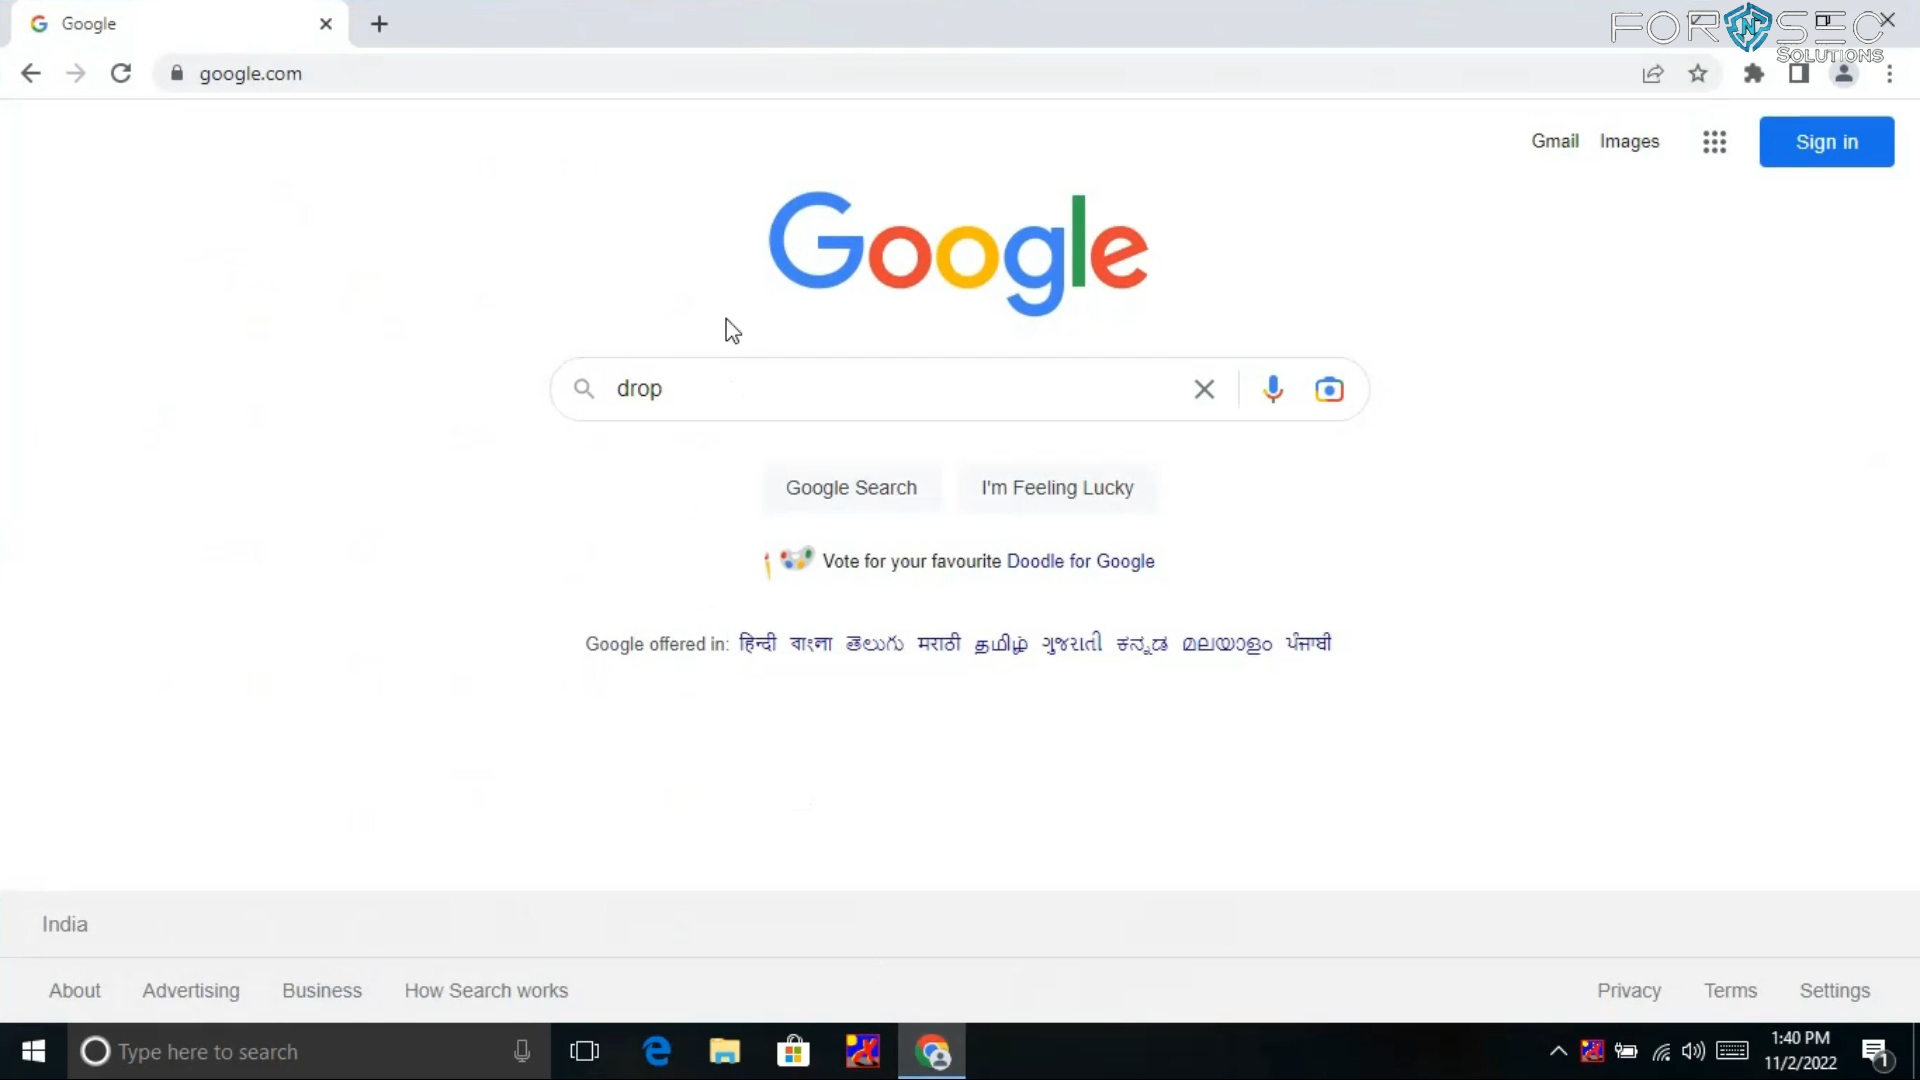 Google
FORNSEC
SOLUTIONS
google.com
Gmail Images Sign in
Google
drop
Google Search I'm Feeling Lucky
Vote for your favourite Doodle for Google
Google offered in: हिन्दी বাংলা తెలుగు मराठी தமிழ் ગુજરાતી ಕನ್ನಡ മലയാളം ਪੰਜਾਬੀ
India
About Advertising Business How Search works Privacy Terms Settings
Type here to search
1:40 PM
11/2/2022
1